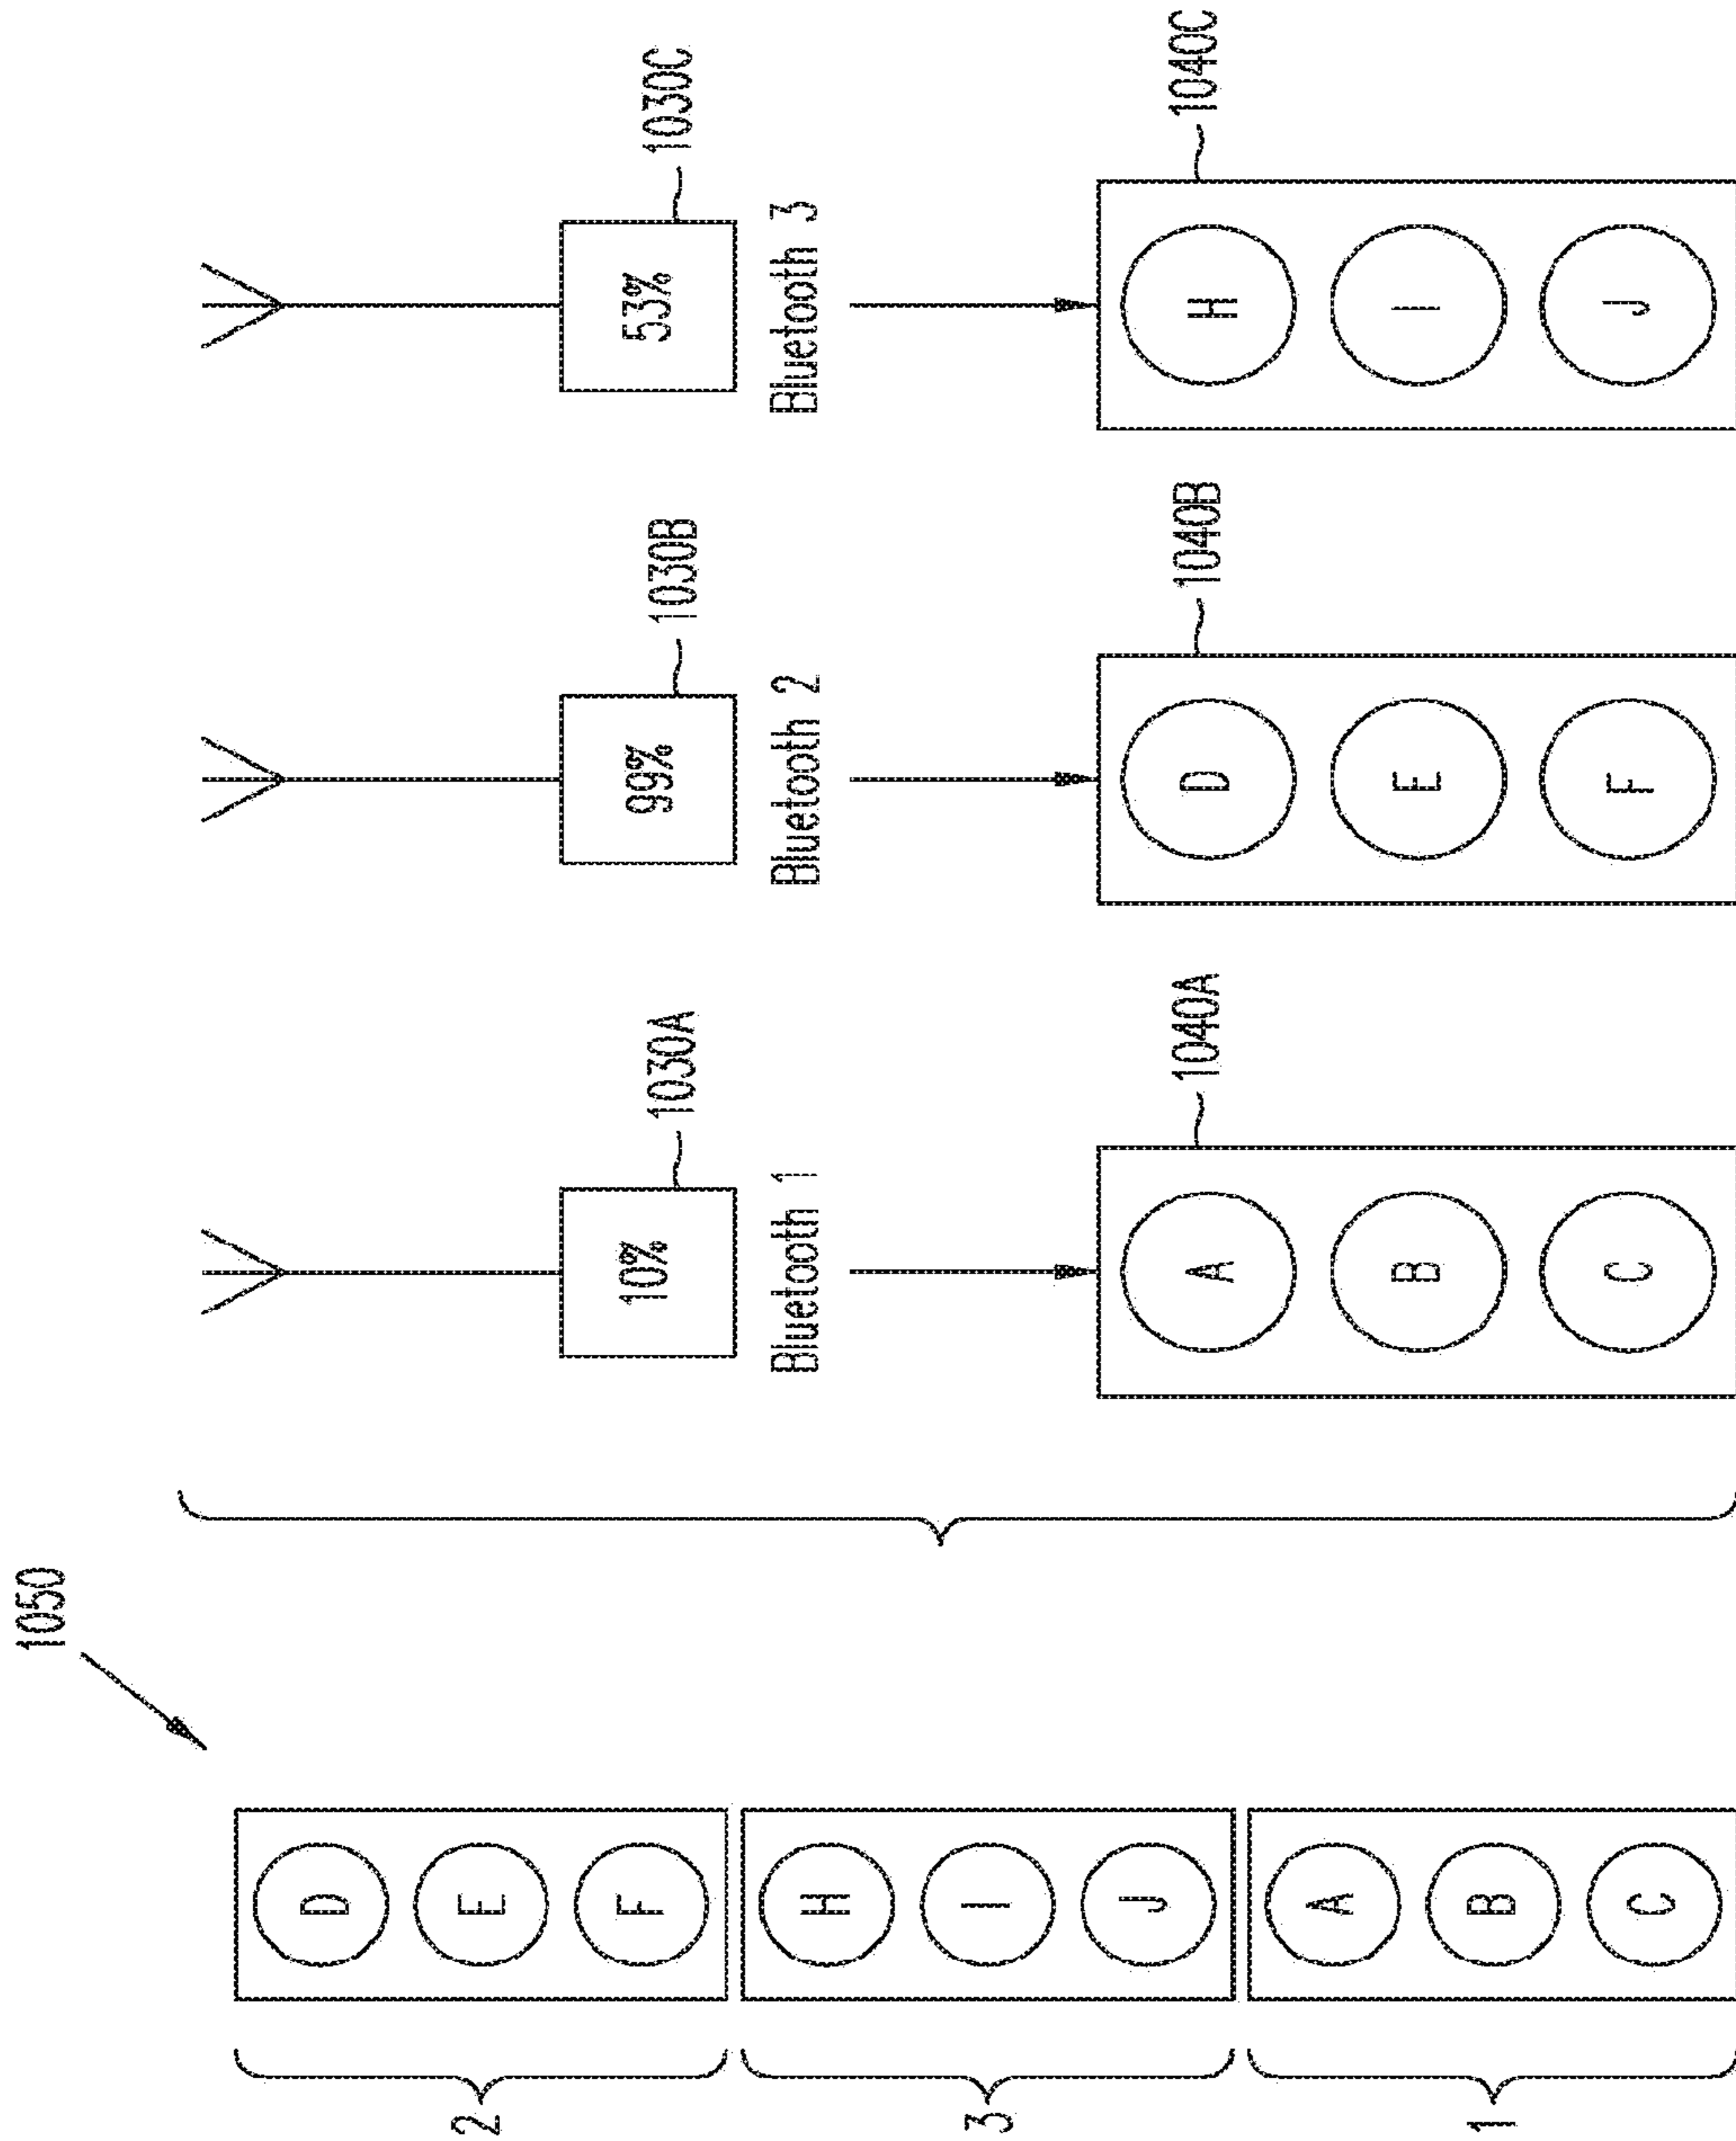 1050
2
D
E
F
3
H
I
J
1
A
B
C
10%
1030A
Bluetooth 1
1040A
A
B
C
99%
1030B
Bluetooth 2
1040B
D
E
F
53%
1030C
Bluetooth 3
1040C
H
I
J